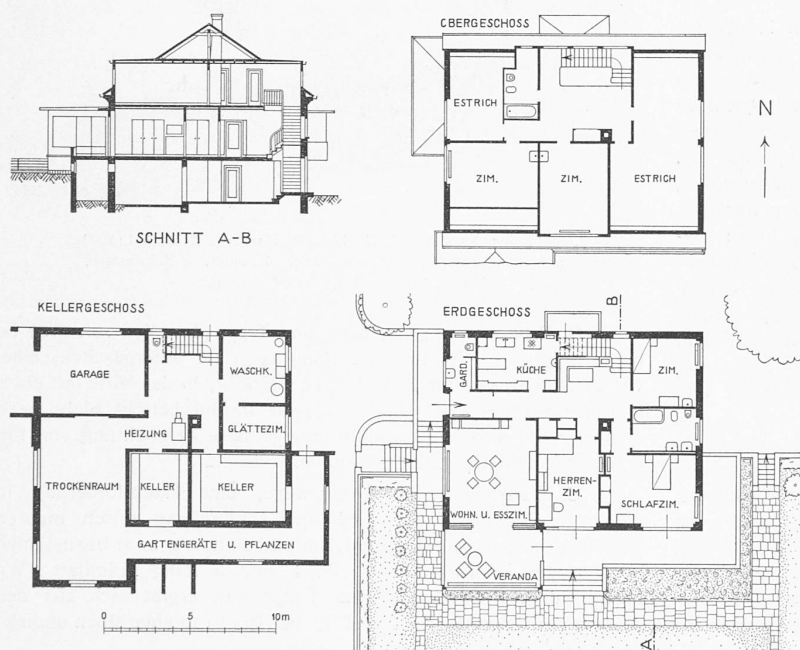 OBERGESCHOSS
N
ESTRICH
ZIM.
ZIM.
ESTRICH
SCHNITT A-B
KELLERGESCHOSS
GARAGE
WASCHK.
HEIZUNG
GLÄTTEZIM.
TROCKENRAUM
KELLER
KELLER
GARTENGERÄTE U. PFLANZEN
0 5 10m
ERDGESCHOSS
B
GARD.
KÜCHE
ZIM.
HERREN-
ZIM.
WOHN. U. ESSZIM.
SCHLAFZIM.
VERANDA
A